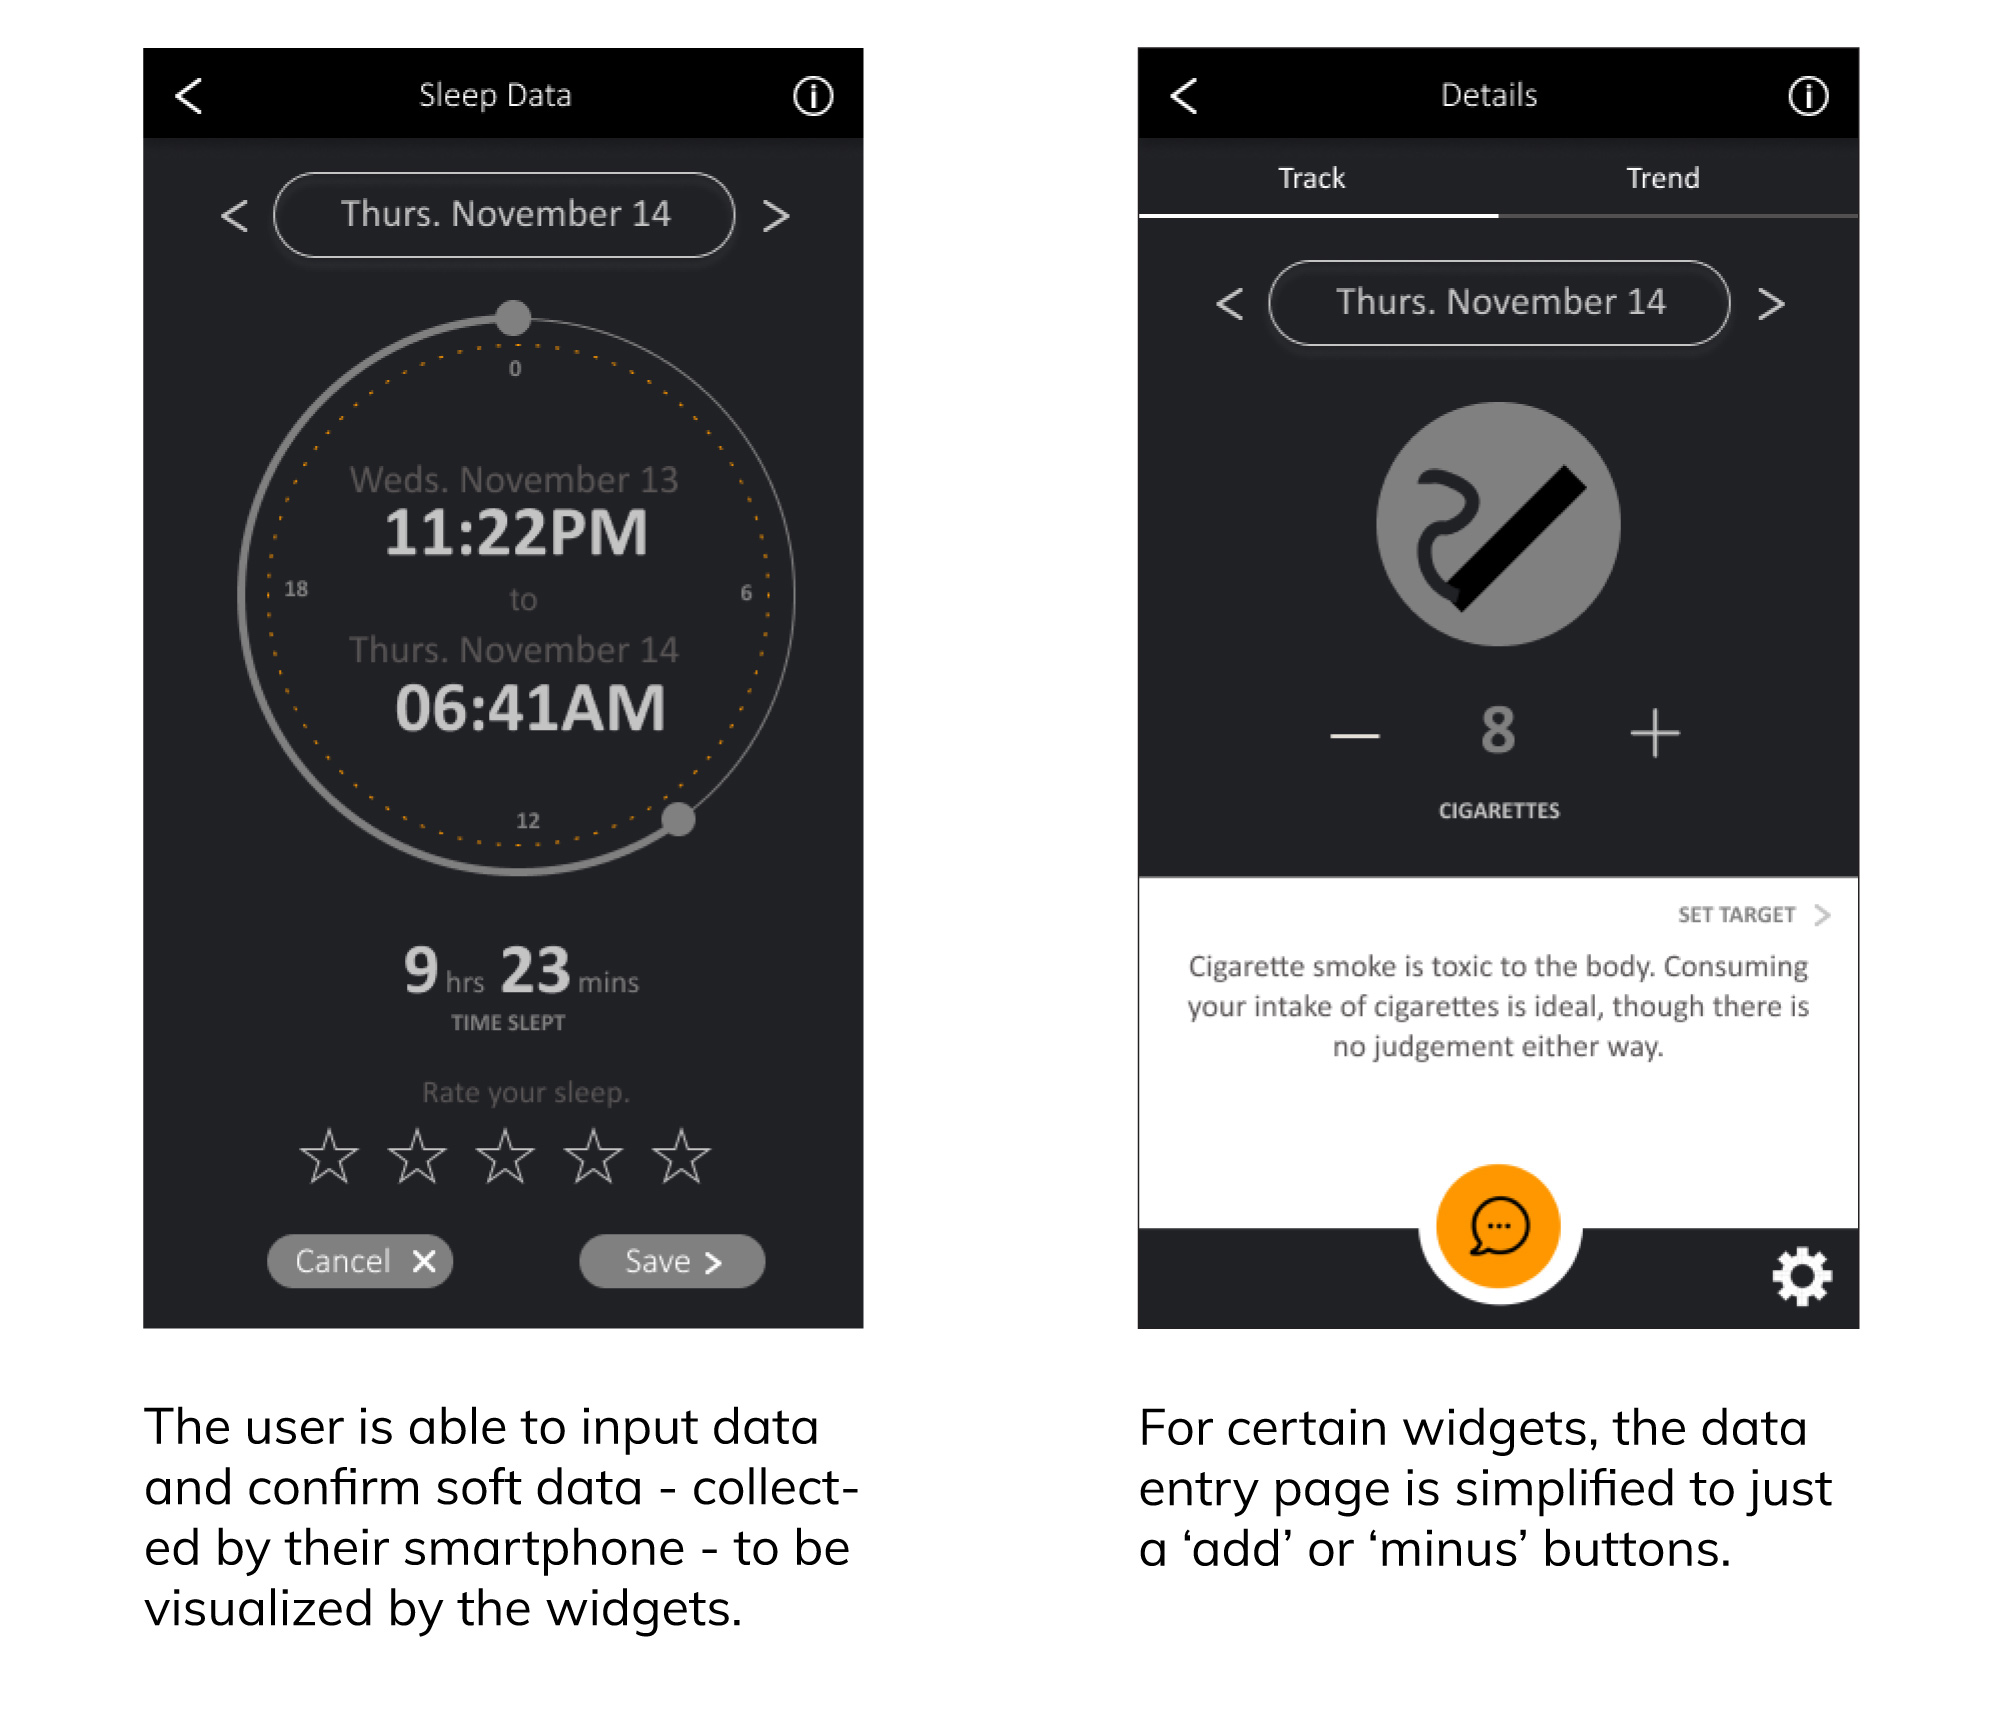 Sleep Data
Thurs. November 14
0
Weds. November 13
11:22PM
18
to
6
Thurs. November 14
06:41AM
12
9 hrs 23 mins
TIME SLEPT
Rate your sleep.
Cancel
Save
The user is able to input data
and confirm soft data - collect-
ed by their smartphone - to be
visualized by the widgets.
Details
Track Trend
Thurs. November 14
8
CIGARETTES
SET TARGET
Cigarette smoke is toxic to the body. Consuming
your intake of cigarettes is ideal, though there is
no judgement either way.
For certain widgets, the data
entry page is simplified to just
a ‘add’ or ‘minus’ buttons.